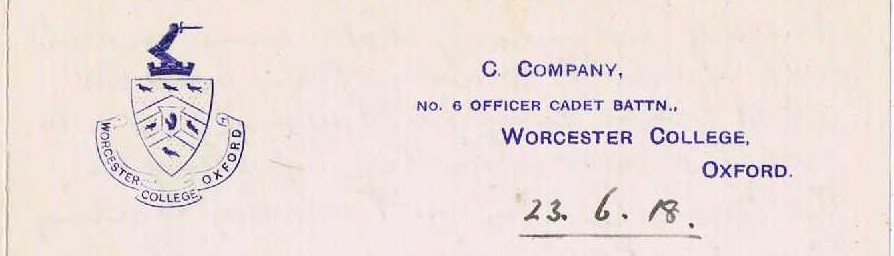 WORCESTER COLLEGE OXFORD
C. COMPANY,
NO. 6 OFFICER CADET BATTN.,
WORCESTER COLLEGE,
OXFORD.
23. 6. 18.